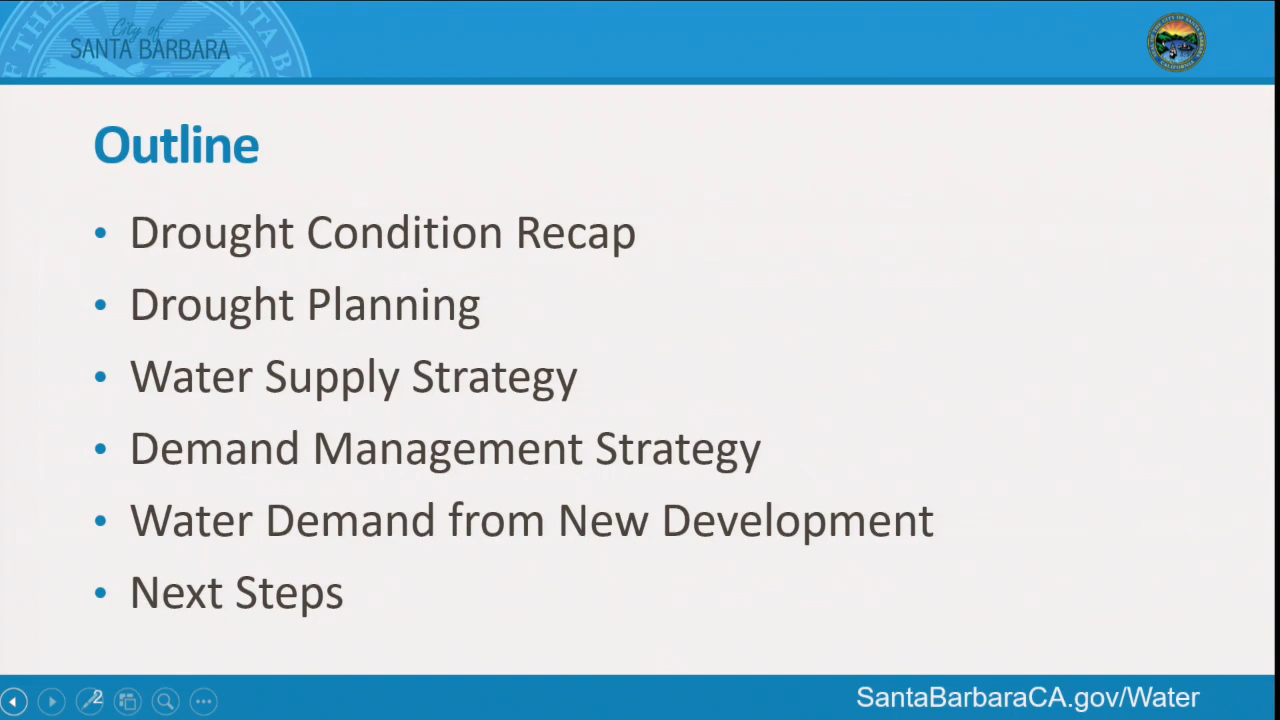 City of
SANTA BARBARA
Outline
• Drought Condition Recap
• Drought Planning
• Water Supply Strategy
• Demand Management Strategy
• Water Demand from New Development
• Next Steps
2
SantaBarbaraCA.gov/Water